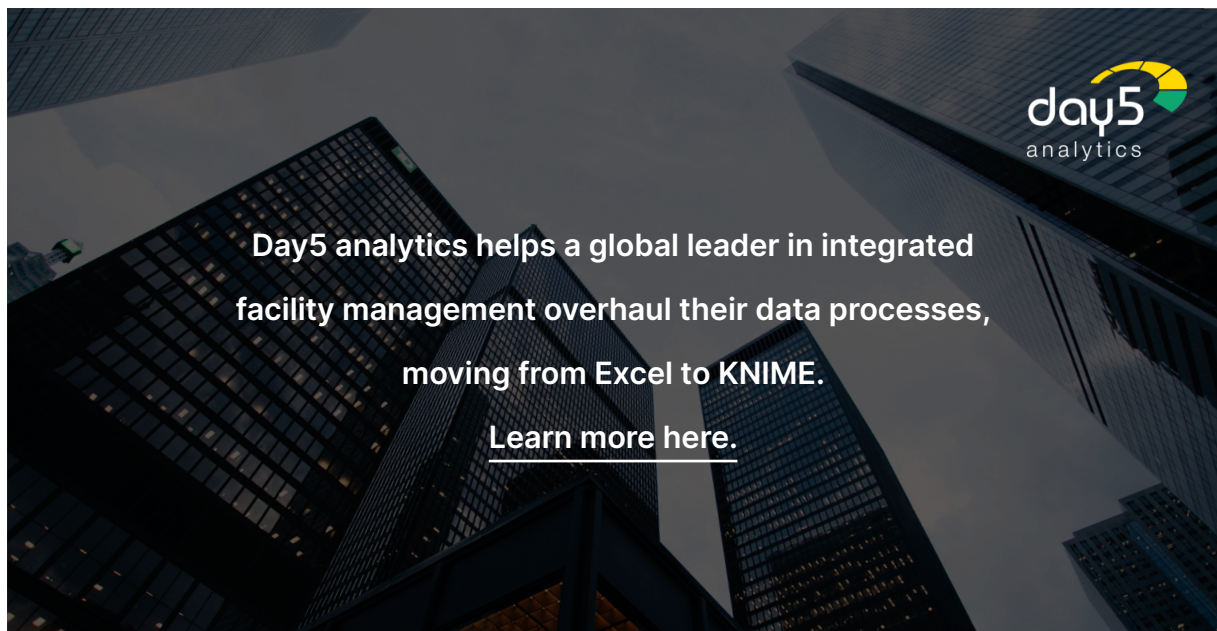 day5
analytics
Day5 analytics helps a global leader in integrated
facility management overhaul their data processes,
moving from Excel to KNIME.
Learn more here.